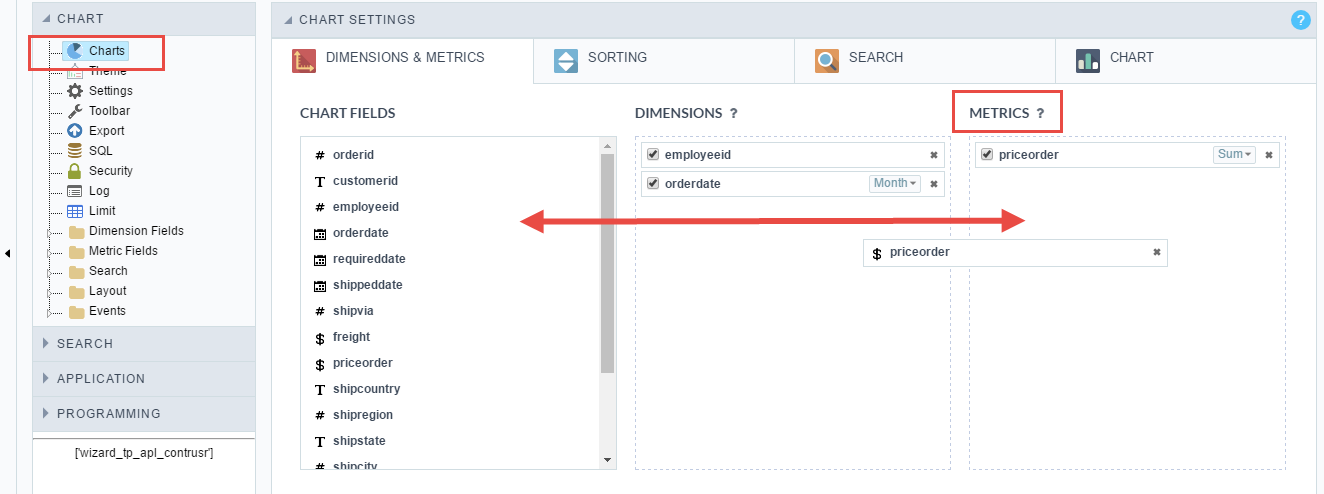 CHART
Charts
Theme
Settings
Toolbar
Export
SQL
Security
Log
Limit
Dimension Fields
Metric Fields
Search
Layout
Events
SEARCH
APPLICATION
PROGRAMMING
['wizard_tp_apl_contrusr']
CHART SETTINGS ?
DIMENSIONS & METRICS SORTING SEARCH CHART
CHART FIELDS
# orderid
T customerid
# employeeid
orderdate
requireddate
shippeddate
# shipvia
$ freight
$ priceorder
T shipcountry
# shipregion
T shipstate
# shipcity
DIMENSIONS ?
employeeid ✖
orderdate Month ✖
METRICS ?
priceorder Sum ✖
$ priceorder ✖